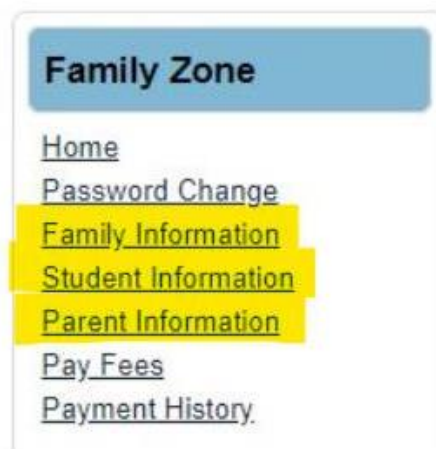 Family Zone
Home
Password Change
Family Information
Student Information
Parent Information
Pay Fees
Payment History